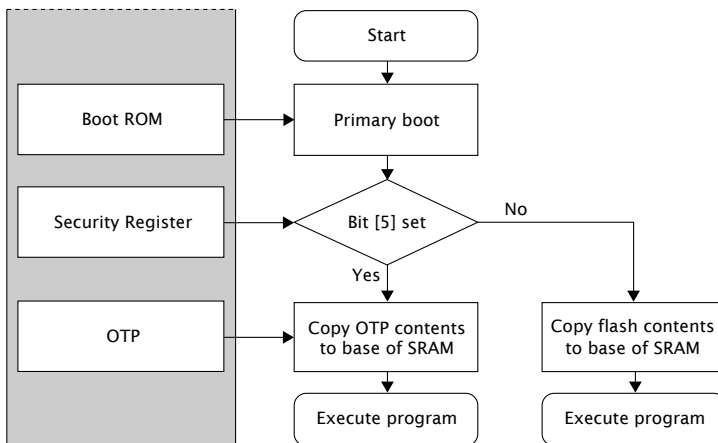 Start
Boot ROM
Primary boot
Security Register
Bit [5] set
No
Yes
OTP
Copy OTP contents
to base of SRAM
Copy flash contents
to base of SRAM
Execute program
Execute program